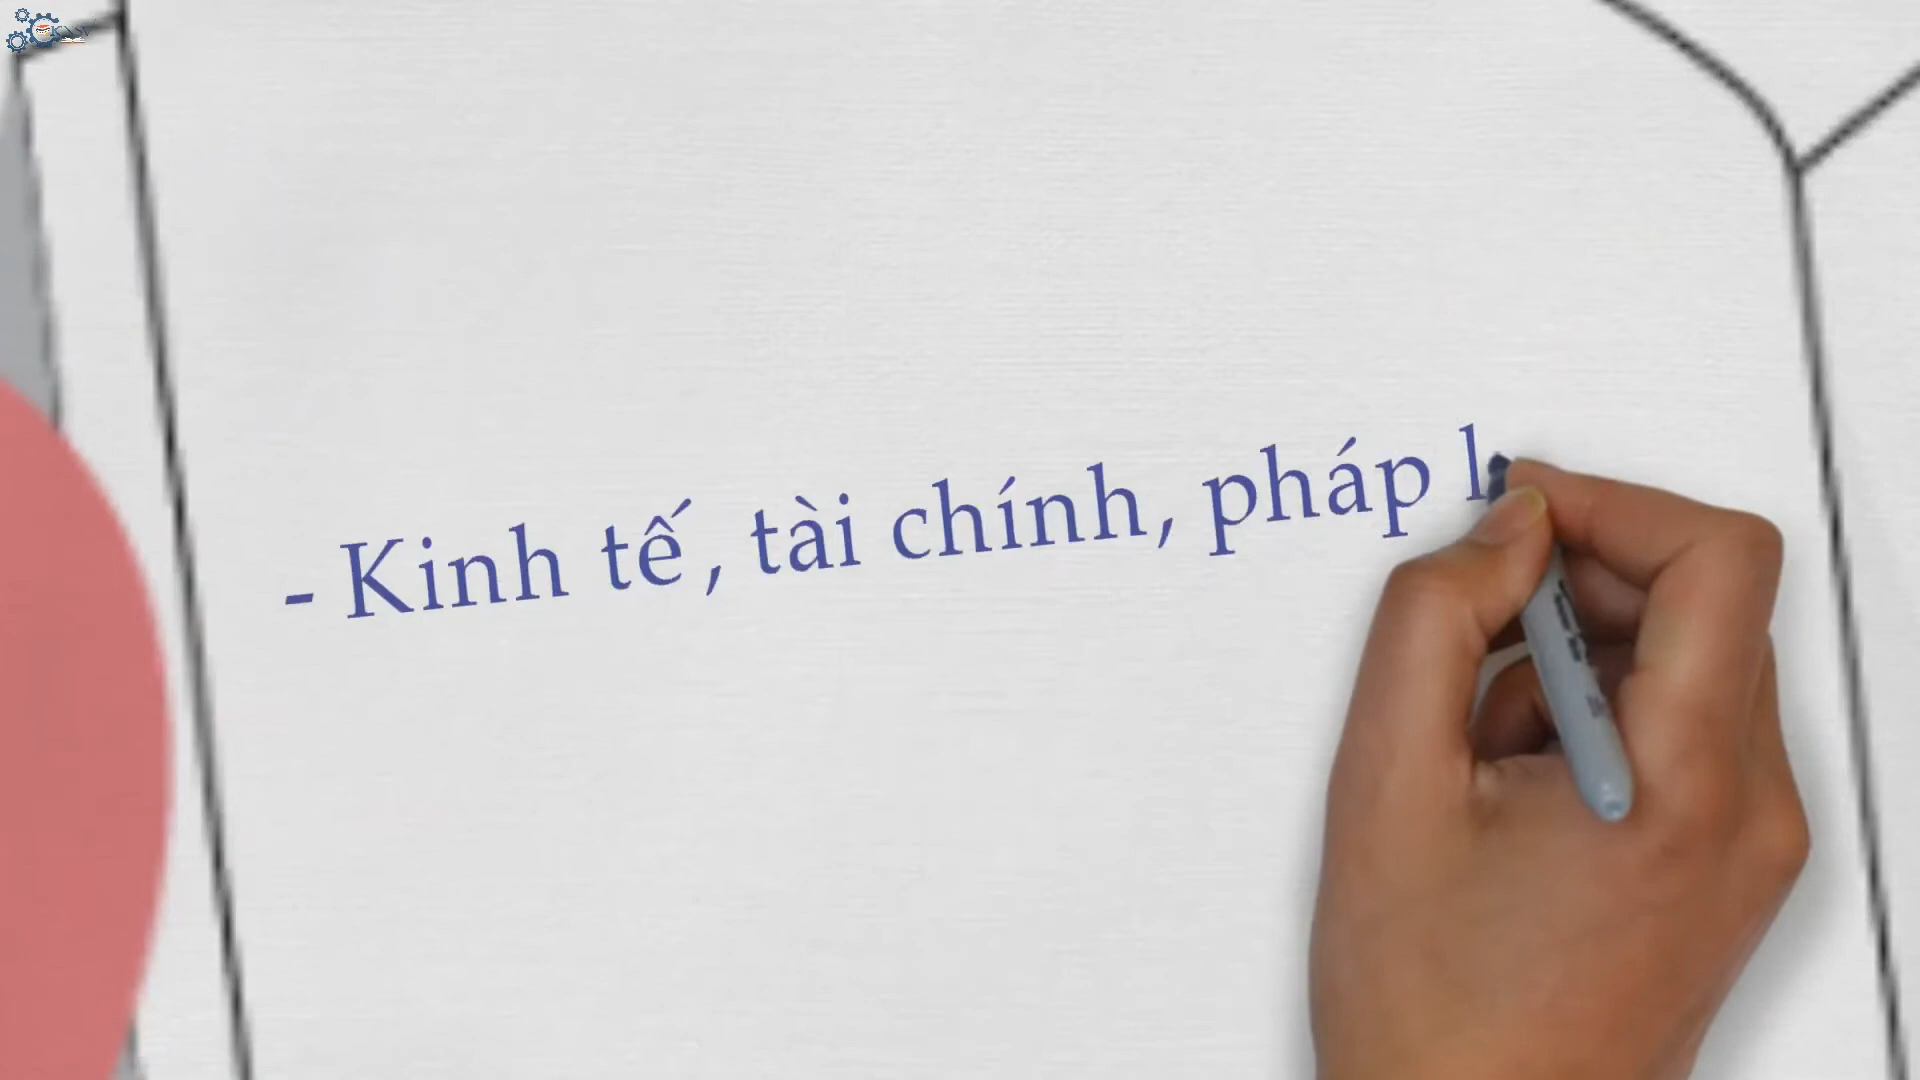 - Kinh tế, tài chính, pháp l